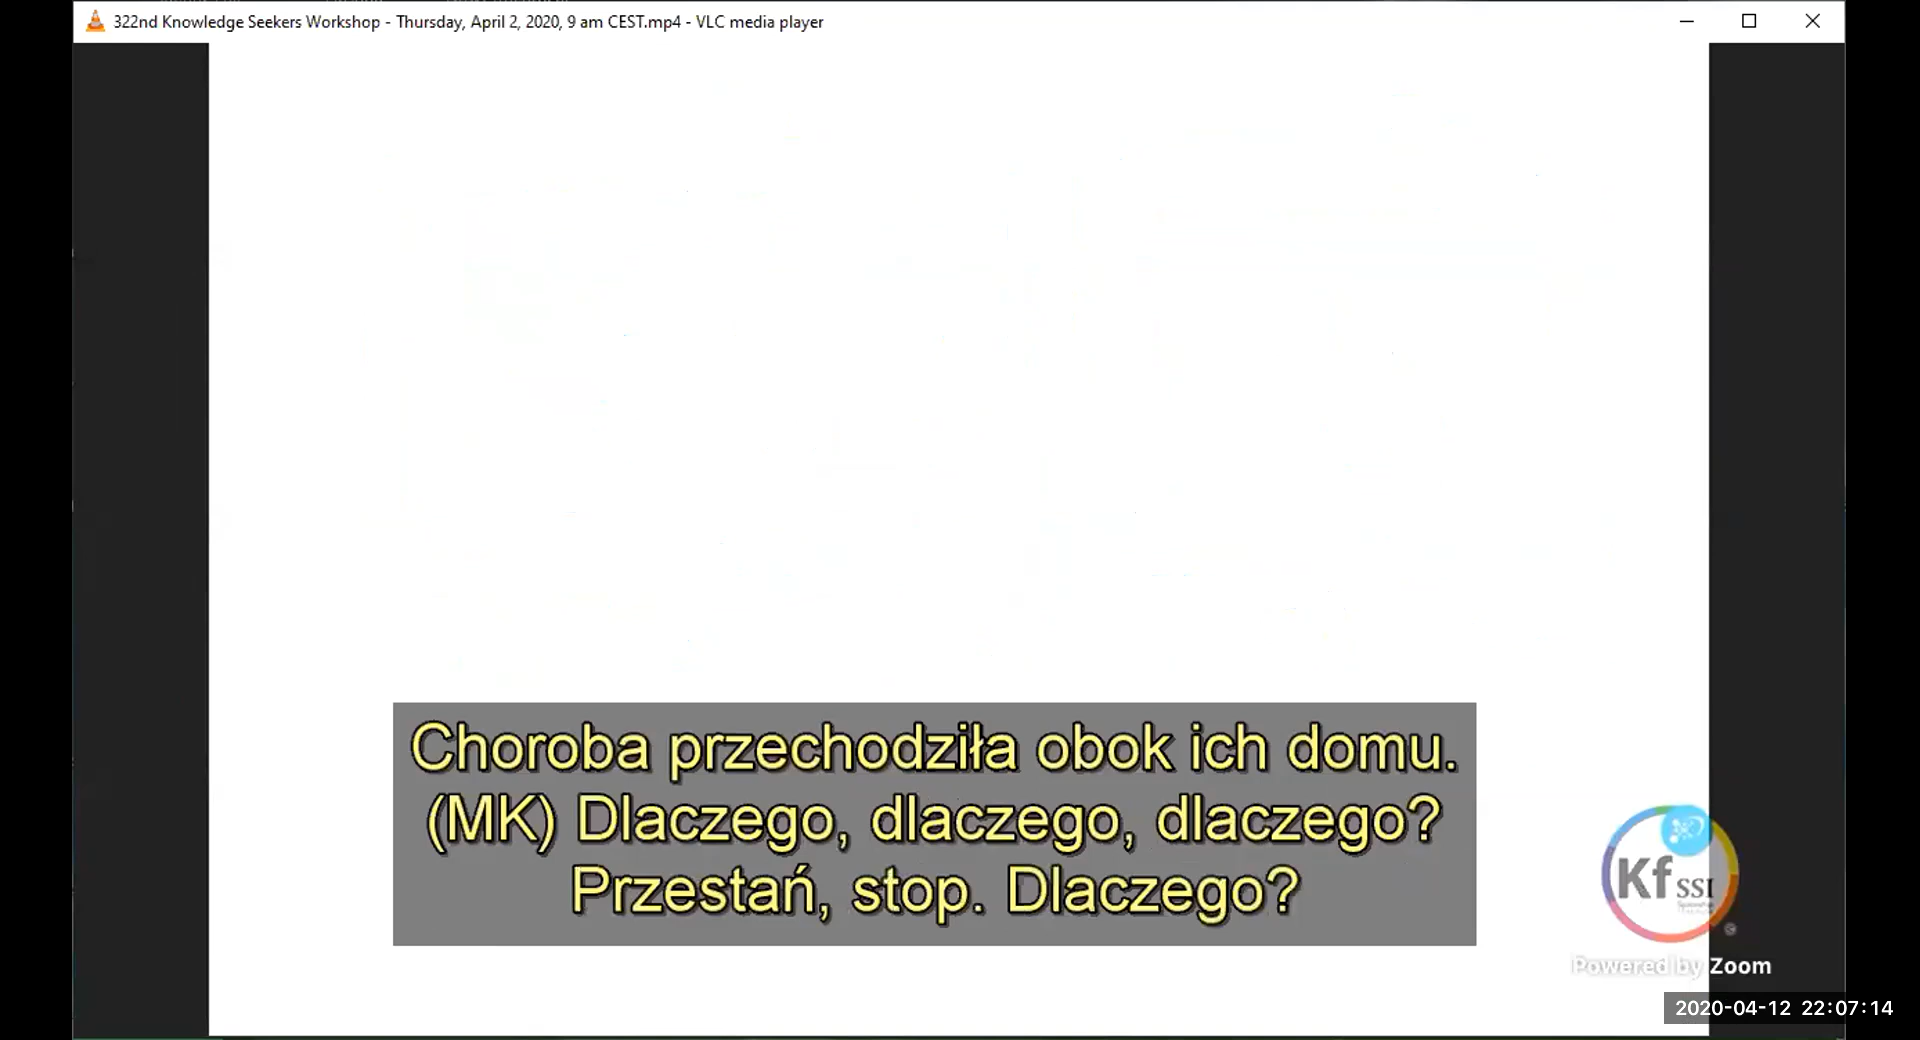 322nd Knowledge Seekers Workshop - Thursday, April 2, 2020, 9 am CEST.mp4 - VLC media player
Choroba przechodziła obok ich domu.
(MK) Dlaczego, dlaczego, dlaczego?
Przestań, stop. Dlaczego?
Kf SSI
Powered by Zoom
2020-04-12 22:07:14